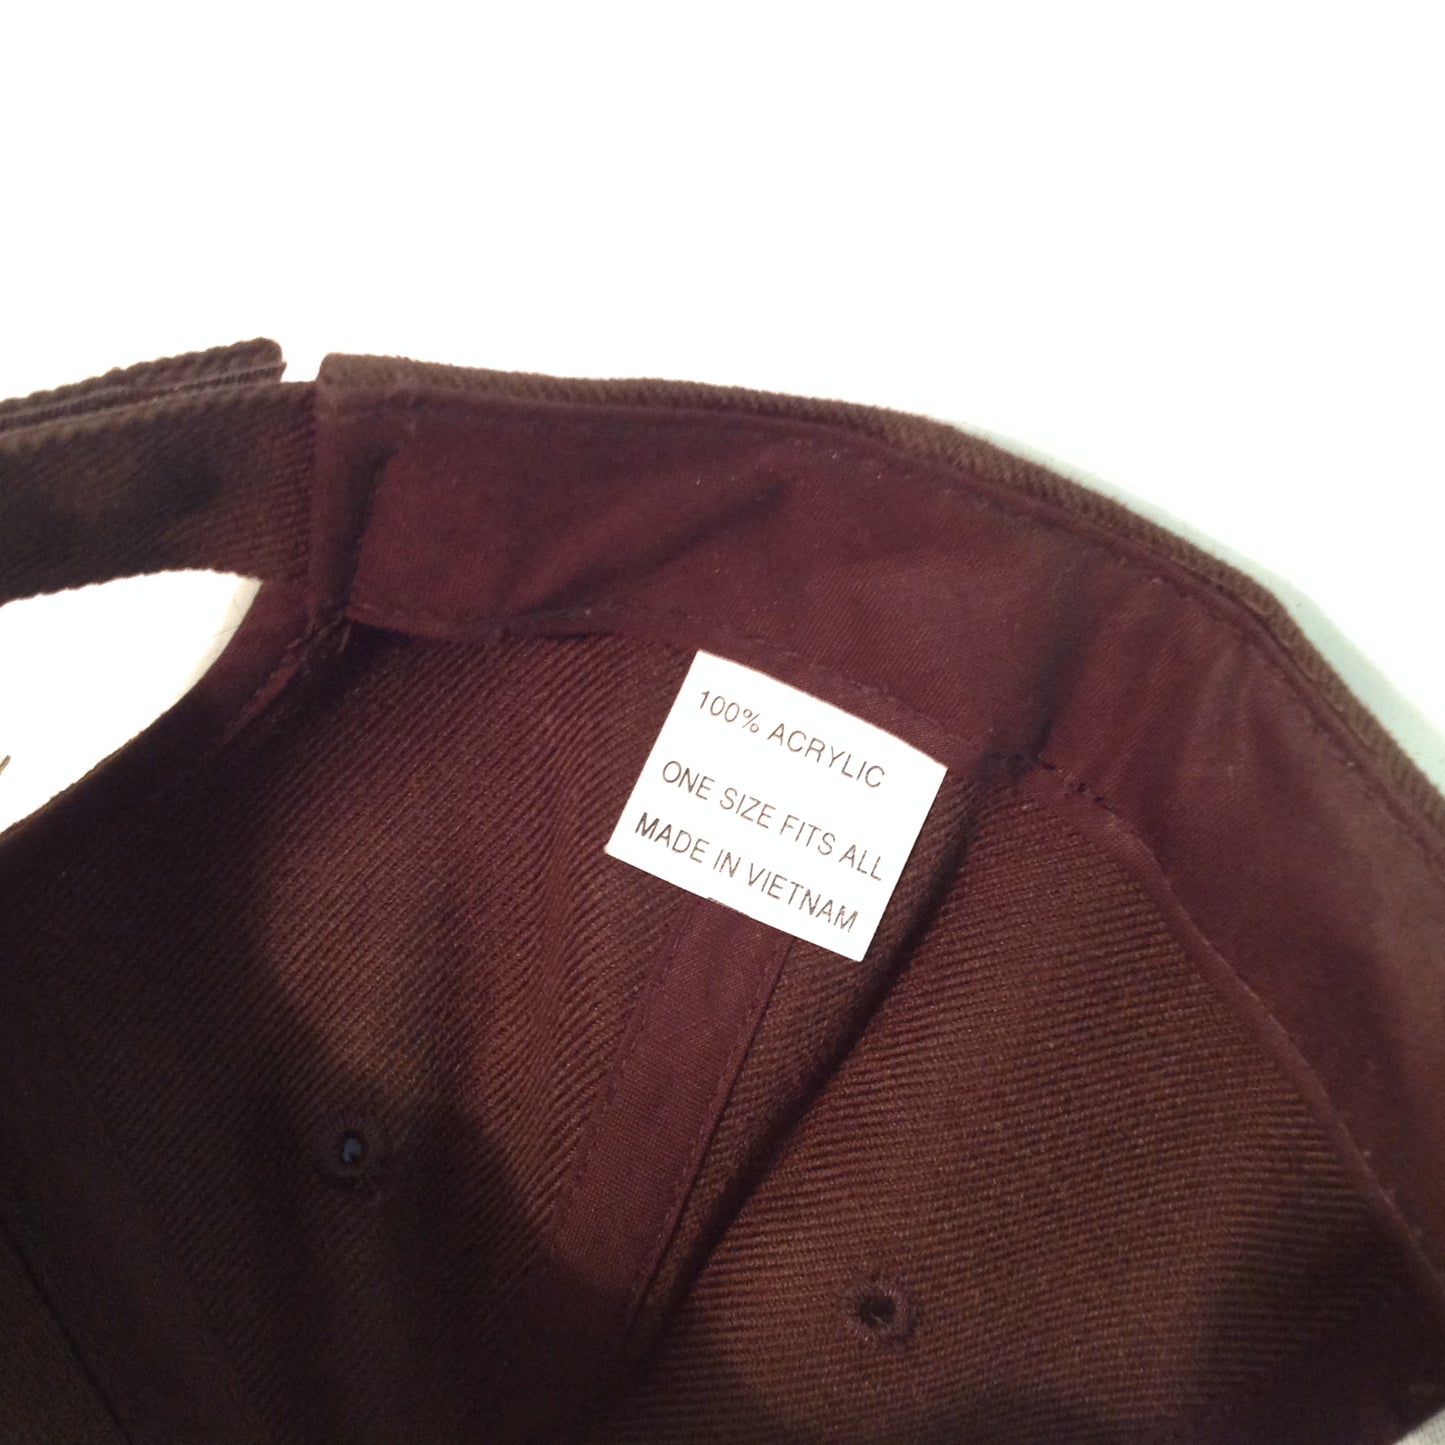 100% ACRYLIC
ONE SIZE FITS ALL
MADE IN VIETNAM